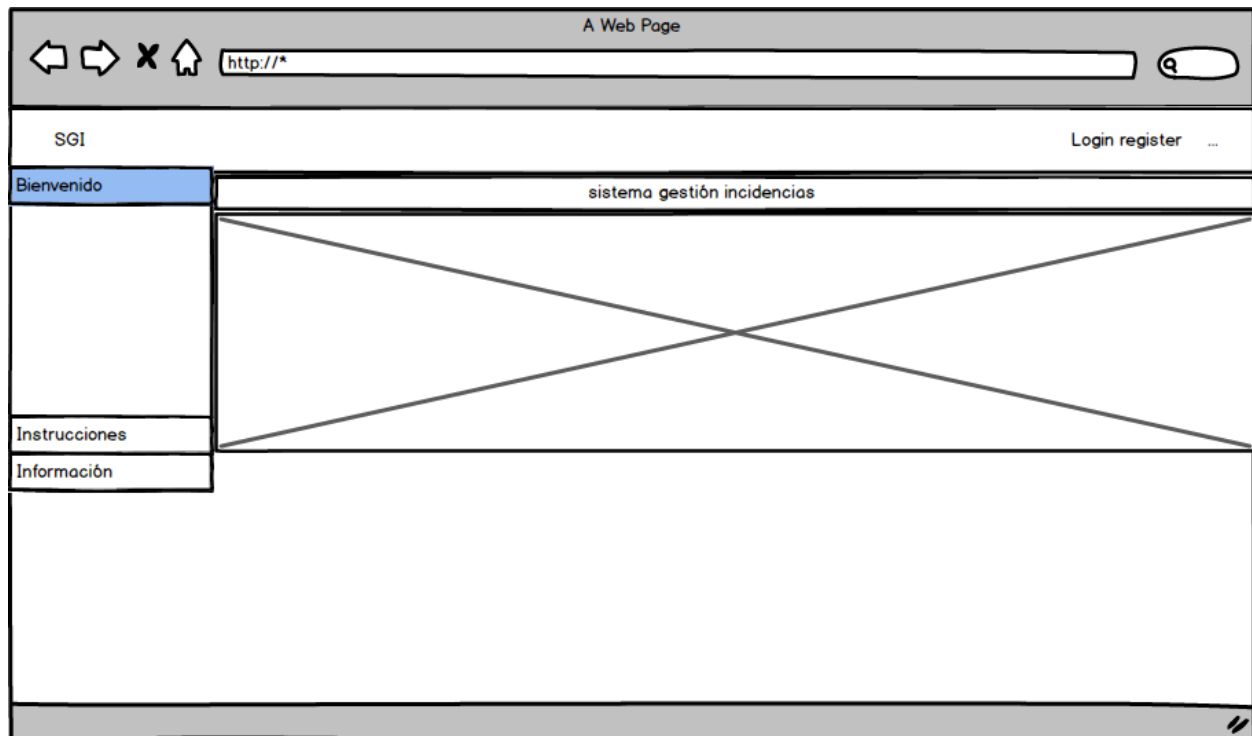 A Web Page
http://*
SGI
Login register ...
Bienvenido
sistema gestión incidencias
Instrucciones
Información